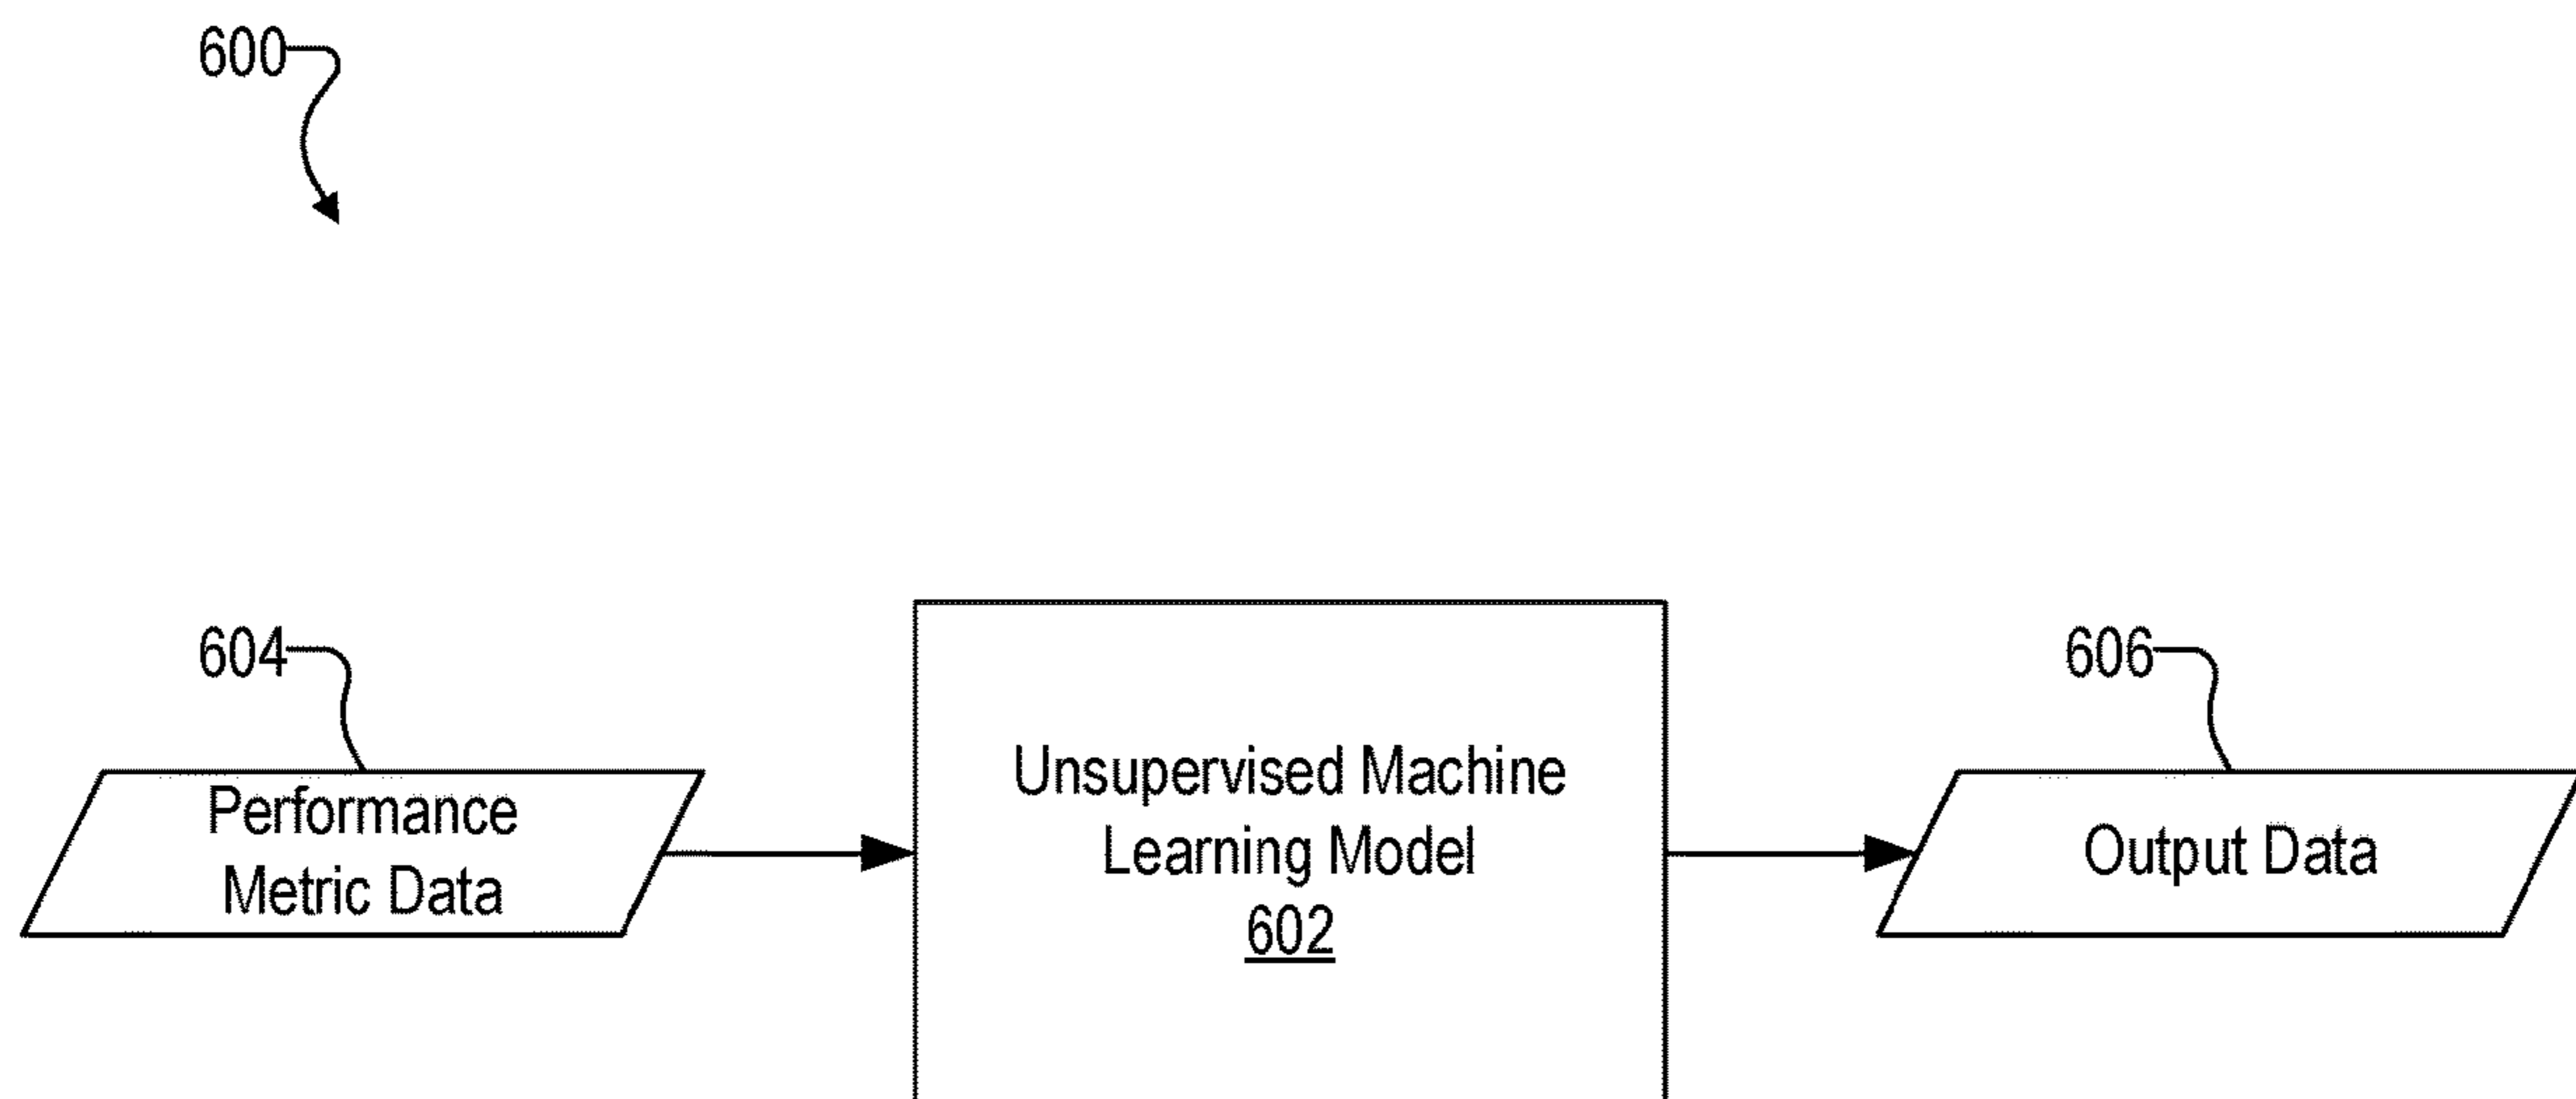 600
604
606
Performance
Metric Data
Unsupervised Machine
Learning Model
602
Output Data